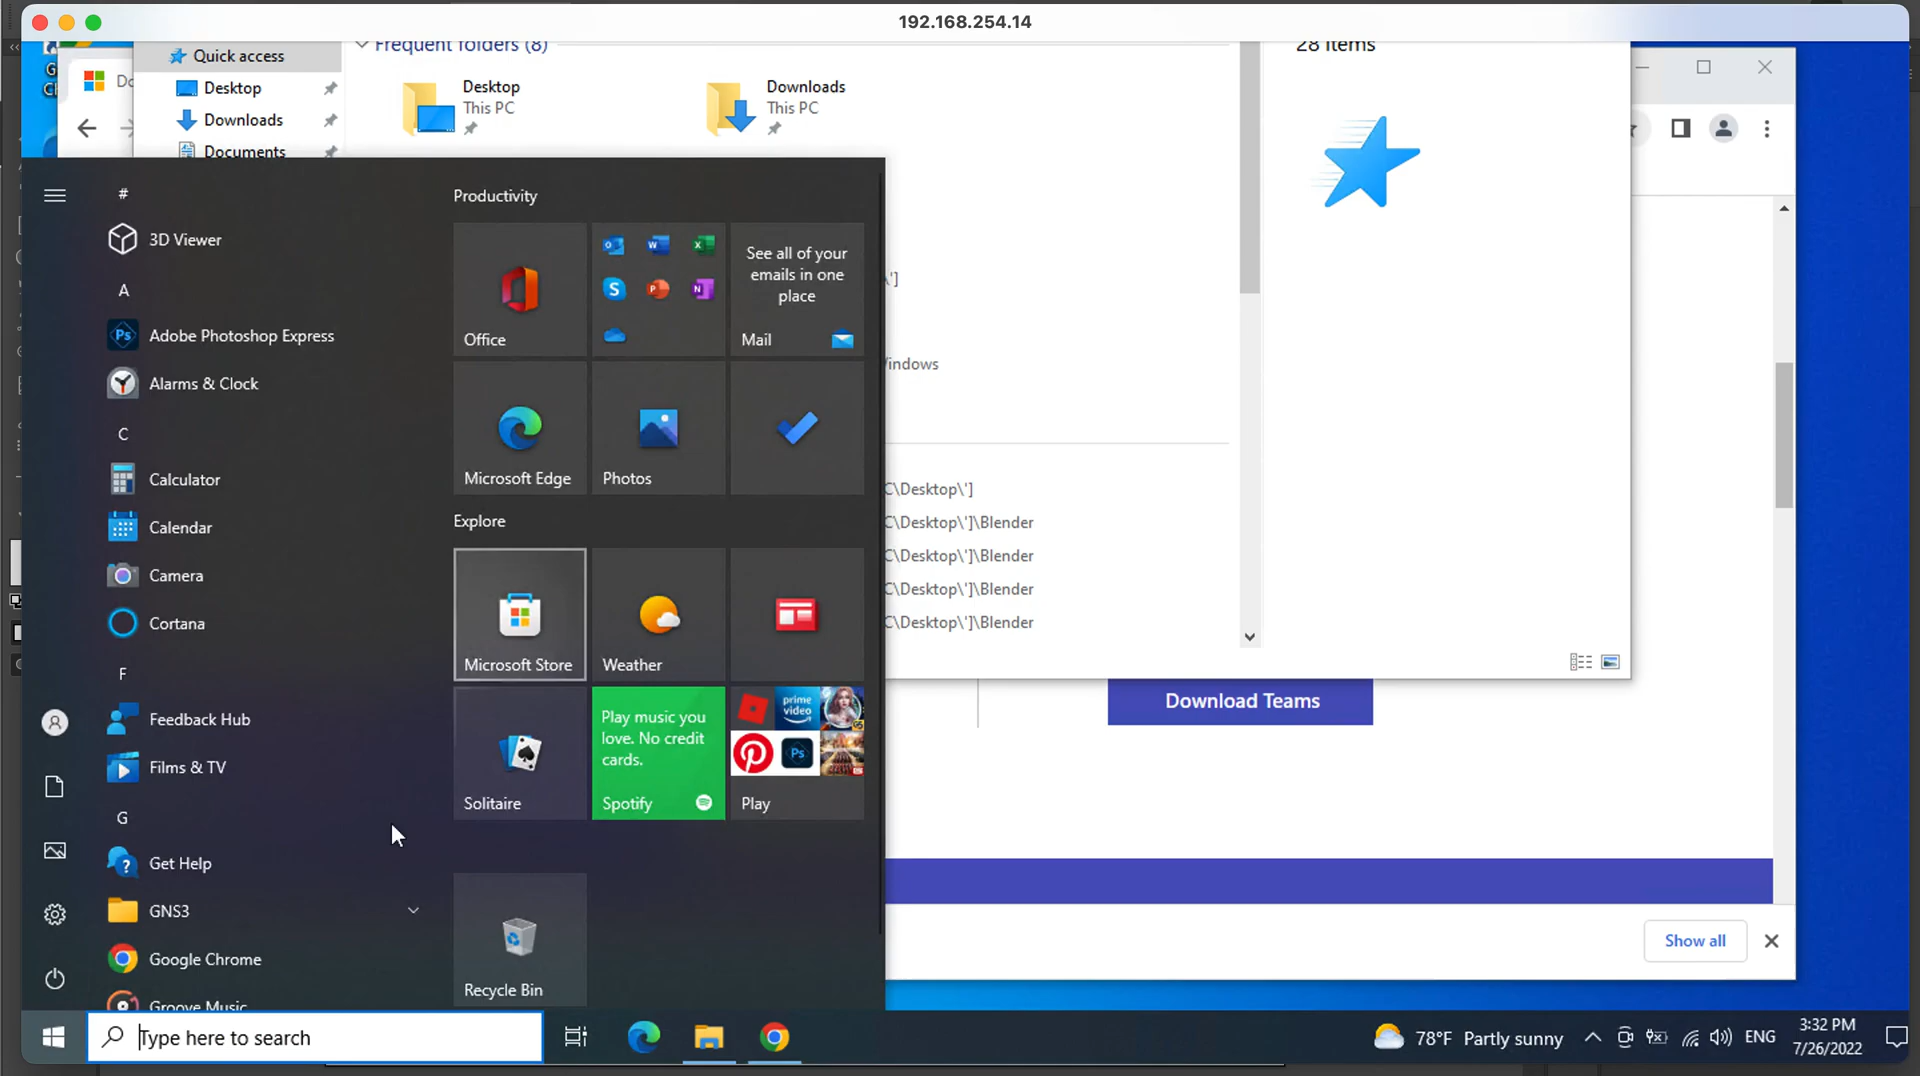 192.168.254.14
Quick access
Desktop
Downloads
Documents
Frequent folders (8)
Desktop
This PC
Downloads
This PC
28 items
\']
Windows
C\Desktop\']
C\Desktop\']\Blender
C\Desktop\']\Blender
C\Desktop\']\Blender
C\Desktop\']\Blender
#
3D Viewer
A
Adobe Photoshop Express
Alarms & Clock
C
Calculator
Calendar
Camera
Cortana
F
Feedback Hub
Films & TV
G
Get Help
GNS3
Google Chrome
Groove Music
Productivity
Office
See all of your
emails in one
place
Mail
Microsoft Edge
Photos
Explore
Microsoft Store
Weather
Solitaire
Play music you
love. No credit
cards.
Spotify
prime
video
Ps
Play
Recycle Bin
Download Teams
Show all
Type here to search
78°F Partly sunny
ENG
3:32 PM
7/26/2022